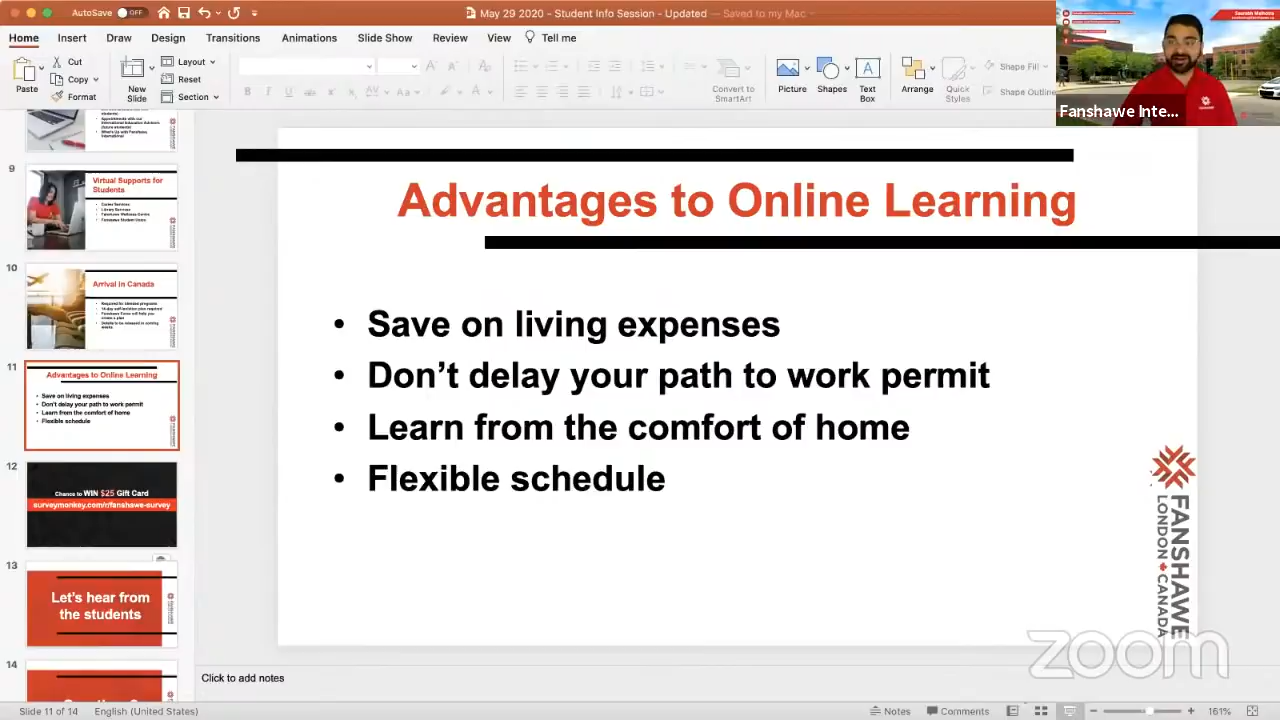 AutoSave OFF
May 29 2020 - Student Info Session - Updated — Saved to my Mac
Home Insert Draw Design Transitions Animations Slide Show Review View Tell me
Paste
Cut
Copy
Format
New Slide
Layout
Reset
Section
Convert to SmartArt
Picture
Shapes
Text Box
Arrange
Quick Styles
Shape Fill
Shape Outline
Fanshawe Inte...
9
Virtual Supports for
Students
10
Arrival in Canada
11
Advantages to Online Learning
• Save on living expenses
• Don't delay your path to work permit
• Learn from the comfort of home
• Flexible schedule
12
Chance to WIN $25 Gift Card
surveymonkey.com/r/fanshawe-survey
13
Let's hear from
the students
14
Advantages to Online Learning
• Save on living expenses
• Don't delay your path to work permit
• Learn from the comfort of home
• Flexible schedule
FANSHAWE
LONDON CANADA
zoom
Click to add notes
Slide 11 of 14 English (United States)
Notes Comments 161%